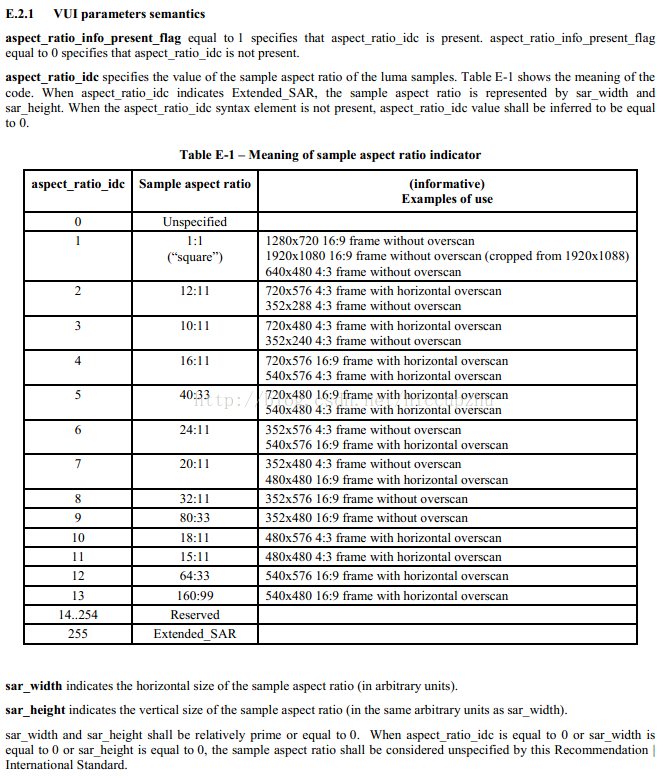 E.2.1 VUI parameters semantics
aspect_ratio_info_present_flag equal to 1 specifies that aspect_ratio_idc is present. aspect_ratio_info_present_flag
equal to 0 specifies that aspect_ratio_idc is not present.
aspect_ratio_idc specifies the value of the sample aspect ratio of the luma samples. Table E-1 shows the meaning of the
code. When aspect_ratio_idc indicates Extended_SAR, the sample aspect ratio is represented by sar_width and
sar_height. When the aspect_ratio_idc syntax element is not present, aspect_ratio_idc value shall be inferred to be equal
to 0.
Table E-1 – Meaning of sample aspect ratio indicator
aspect_ratio_idc Sample aspect ratio (informative)
Examples of use
0 Unspecified
1 1:1 1280x720 16:9 frame without overscan
(“square”) 1920x1080 16:9 frame without overscan (cropped from 1920x1088)
640x480 4:3 frame without overscan
2 12:11 720x576 4:3 frame with horizontal overscan
352x288 4:3 frame without overscan
3 10:11 720x480 4:3 frame with horizontal overscan
352x240 4:3 frame without overscan
4 16:11 720x576 16:9 frame with horizontal overscan
540x576 4:3 frame with horizontal overscan
5 40:33 720x480 16:9 frame with horizontal overscan
540x480 4:3 frame with horizontal overscan
6 24:11 352x576 4:3 frame without overscan
540x576 16:9 frame with horizontal overscan
7 20:11 352x480 4:3 frame without overscan
480x480 16:9 frame with horizontal overscan
8 32:11 352x576 16:9 frame without overscan
9 80:33 352x480 16:9 frame without overscan
10 18:11 480x576 4:3 frame with horizontal overscan
11 15:11 480x480 4:3 frame with horizontal overscan
12 64:33 540x576 16:9 frame with horizontal overscan
13 160:99 540x480 16:9 frame with horizontal overscan
14..254 Reserved
255 Extended_SAR
sar_width indicates the horizontal size of the sample aspect ratio (in arbitrary units).
sar_height indicates the vertical size of the sample aspect ratio (in the same arbitrary units as sar_width).
sar_width and sar_height shall be relatively prime or equal to 0. When aspect_ratio_idc is equal to 0 or sar_width is
equal to 0 or sar_height is equal to 0, the sample aspect ratio shall be considered unspecified by this Recommendation |
International Standard.